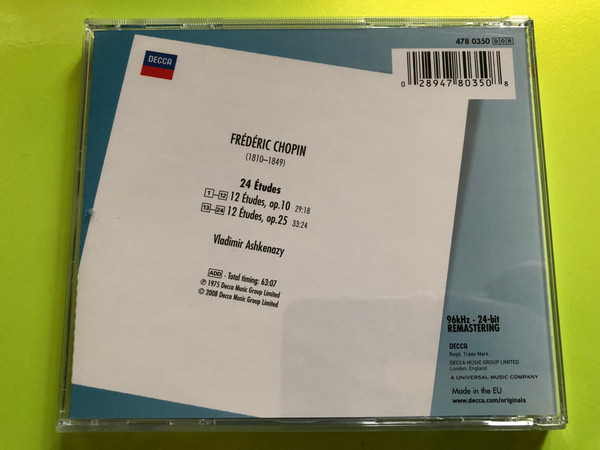 DECCA
478 0350 DOR
0 28947 80350 8
FRÉDÉRIC CHOPIN
(1810–1849)
24 Études
1–12 12 Études, op.10 29:18
13–24 12 Études, op.25 33:24
Vladimir Ashkenazy
ADD · Total timing: 63:07
℗ 1975 Decca Music Group Limited
© 2008 Decca Music Group Limited
96kHz · 24-bit
REMASTERING
DECCA
Regd. Trade Mark
DECCA MUSIC GROUP LIMITED
London, England
A UNIVERSAL MUSIC COMPANY
Made in the EU
www.decca.com/originals